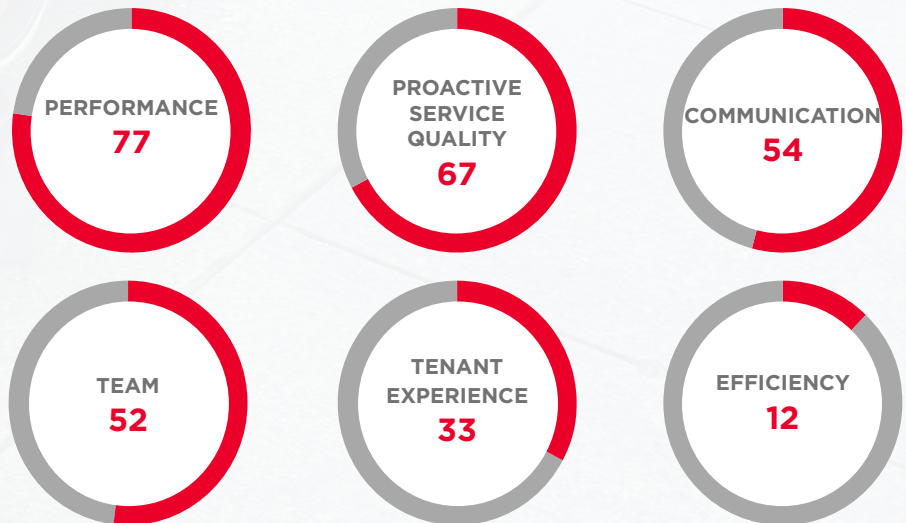 PERFORMANCE
77
PROACTIVE
SERVICE
QUALITY
67
COMMUNICATION
54
TEAM
52
TENANT
EXPERIENCE
33
EFFICIENCY
12